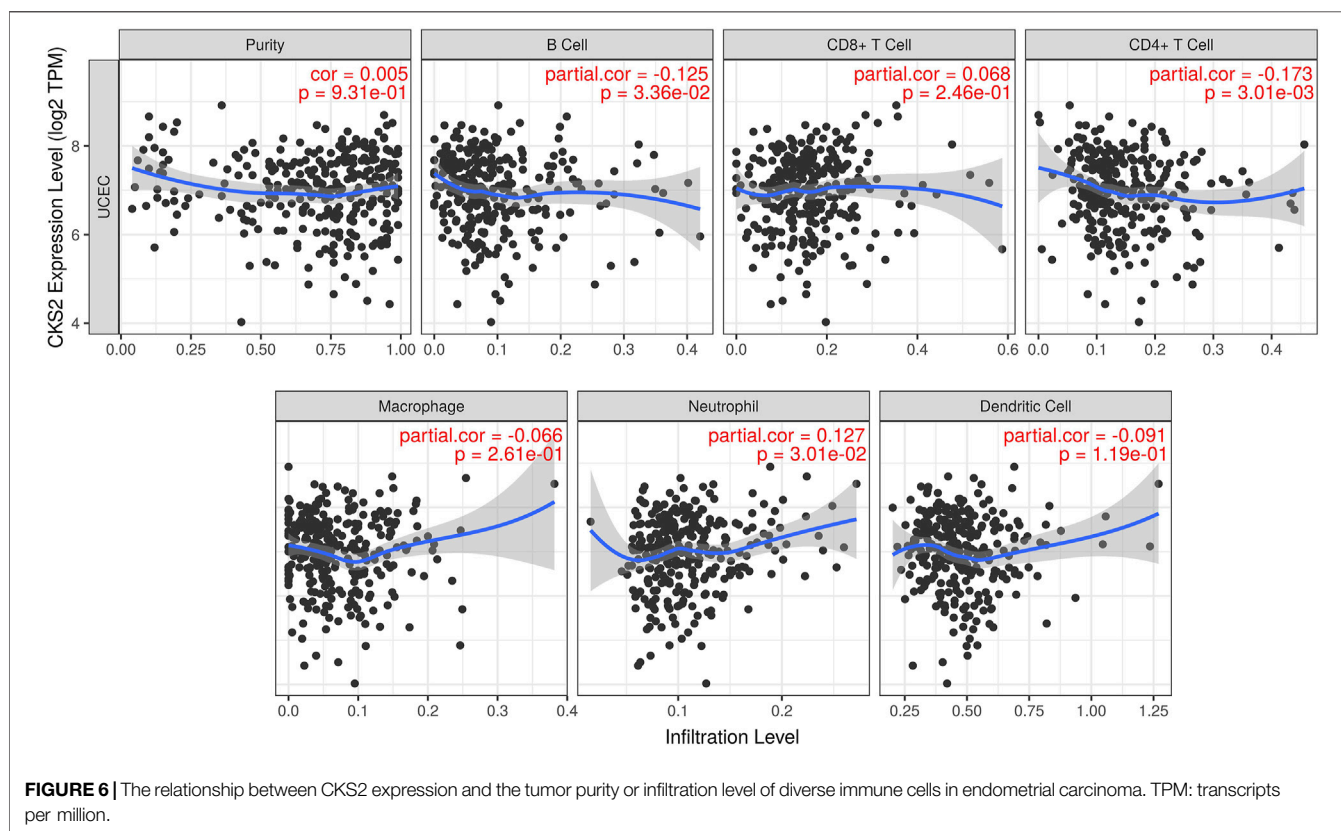 Purity
B Cell
CD8+ T Cell
CD4+ T Cell
cor = 0.005
p = 9.31e-01
partial.cor = -0.125
p = 3.36e-02
partial.cor = 0.068
p = 2.46e-01
partial.cor = -0.173
p = 3.01e-03
CKS2 Expression Level (log2 TPM)
UCEC
8
6
4
0.00 0.25 0.50 0.75 1.00
0.0 0.1 0.2 0.3 0.4
0.0 0.2 0.4 0.6
0.0 0.1 0.2 0.3 0.4
Macrophage
Neutrophil
Dendritic Cell
partial.cor = -0.066
p = 2.61e-01
partial.cor = 0.127
p = 3.01e-02
partial.cor = -0.091
p = 1.19e-01
0.0 0.1 0.2 0.3 0.4
0.1 0.2
0.25 0.50 0.75 1.00 1.25
Infiltration Level
FIGURE 6 | The relationship between CKS2 expression and the tumor purity or infiltration level of diverse immune cells in endometrial carcinoma. TPM: transcripts
per million.